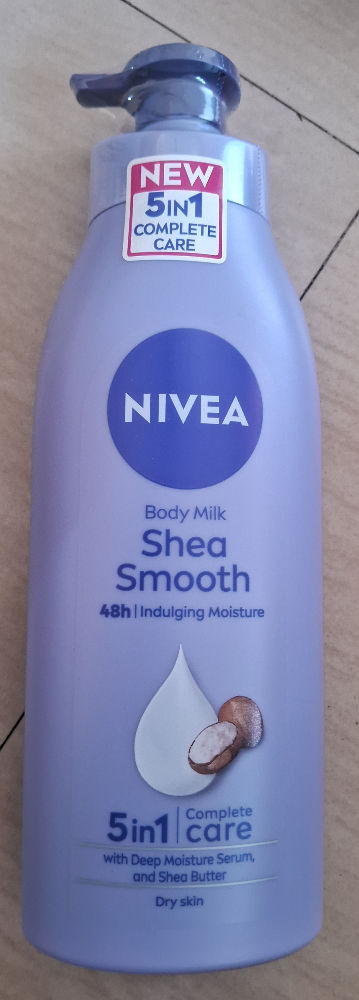 NEW
5IN1
COMPLETE
CARE
NIVEA
Body Milk
Shea
Smooth
48h | Indulging Moisture
5in1 | Complete care
with Deep Moisture Serum,
and Shea Butter
Dry skin